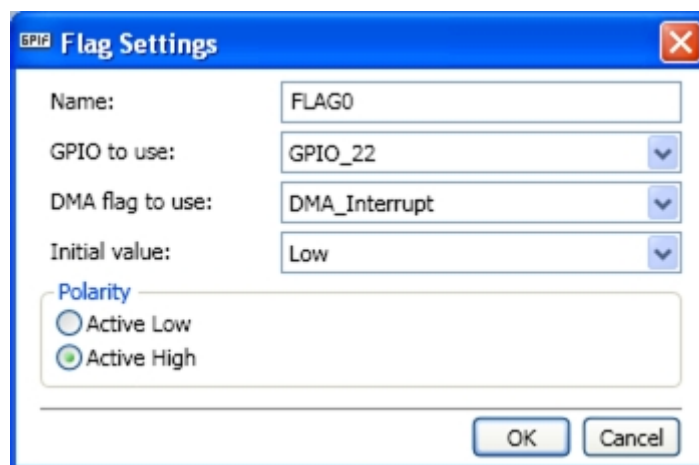 GPIF Flag Settings
Name: FLAG0
GPIO to use: GPIO_22
DMA flag to use: DMA_Interrupt
Initial value: Low
Polarity
Active Low
Active High
OK Cancel